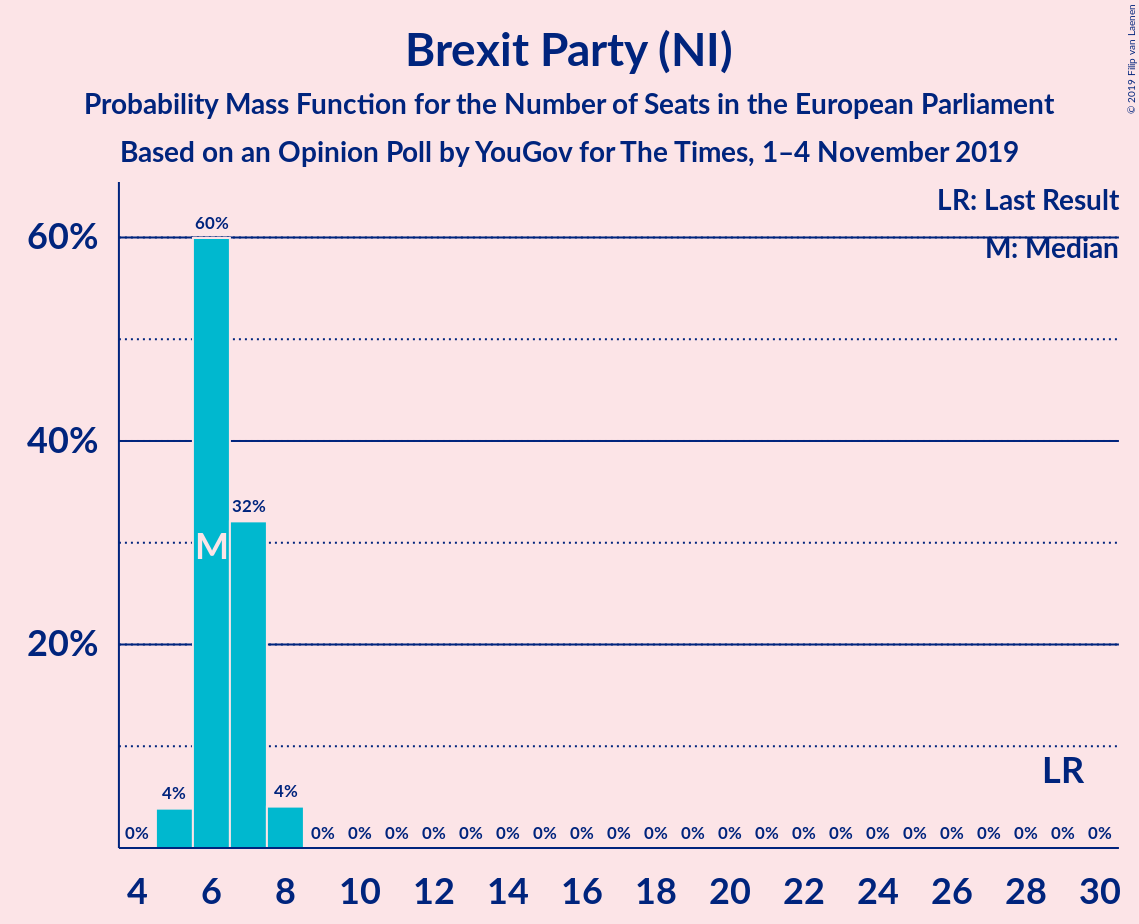 Brexit Party (NI)
Probability Mass Function for the Number of Seats in the European Parliament
Based on an Opinion Poll by YouGov for The Times, 1–4 November 2019
© 2019 Filip van Laenen
LR: Last Result
M: Median
60%
40%
20%
0% 4% 60% 32% 4% 0% 0% 0% 0% 0% 0% 0% 0% 0% 0% 0% 0% 0% 0% 0% 0% 0% 0% 0% 0% 0% 0%
M
LR
4 6 8 10 12 14 16 18 20 22 24 26 28 30